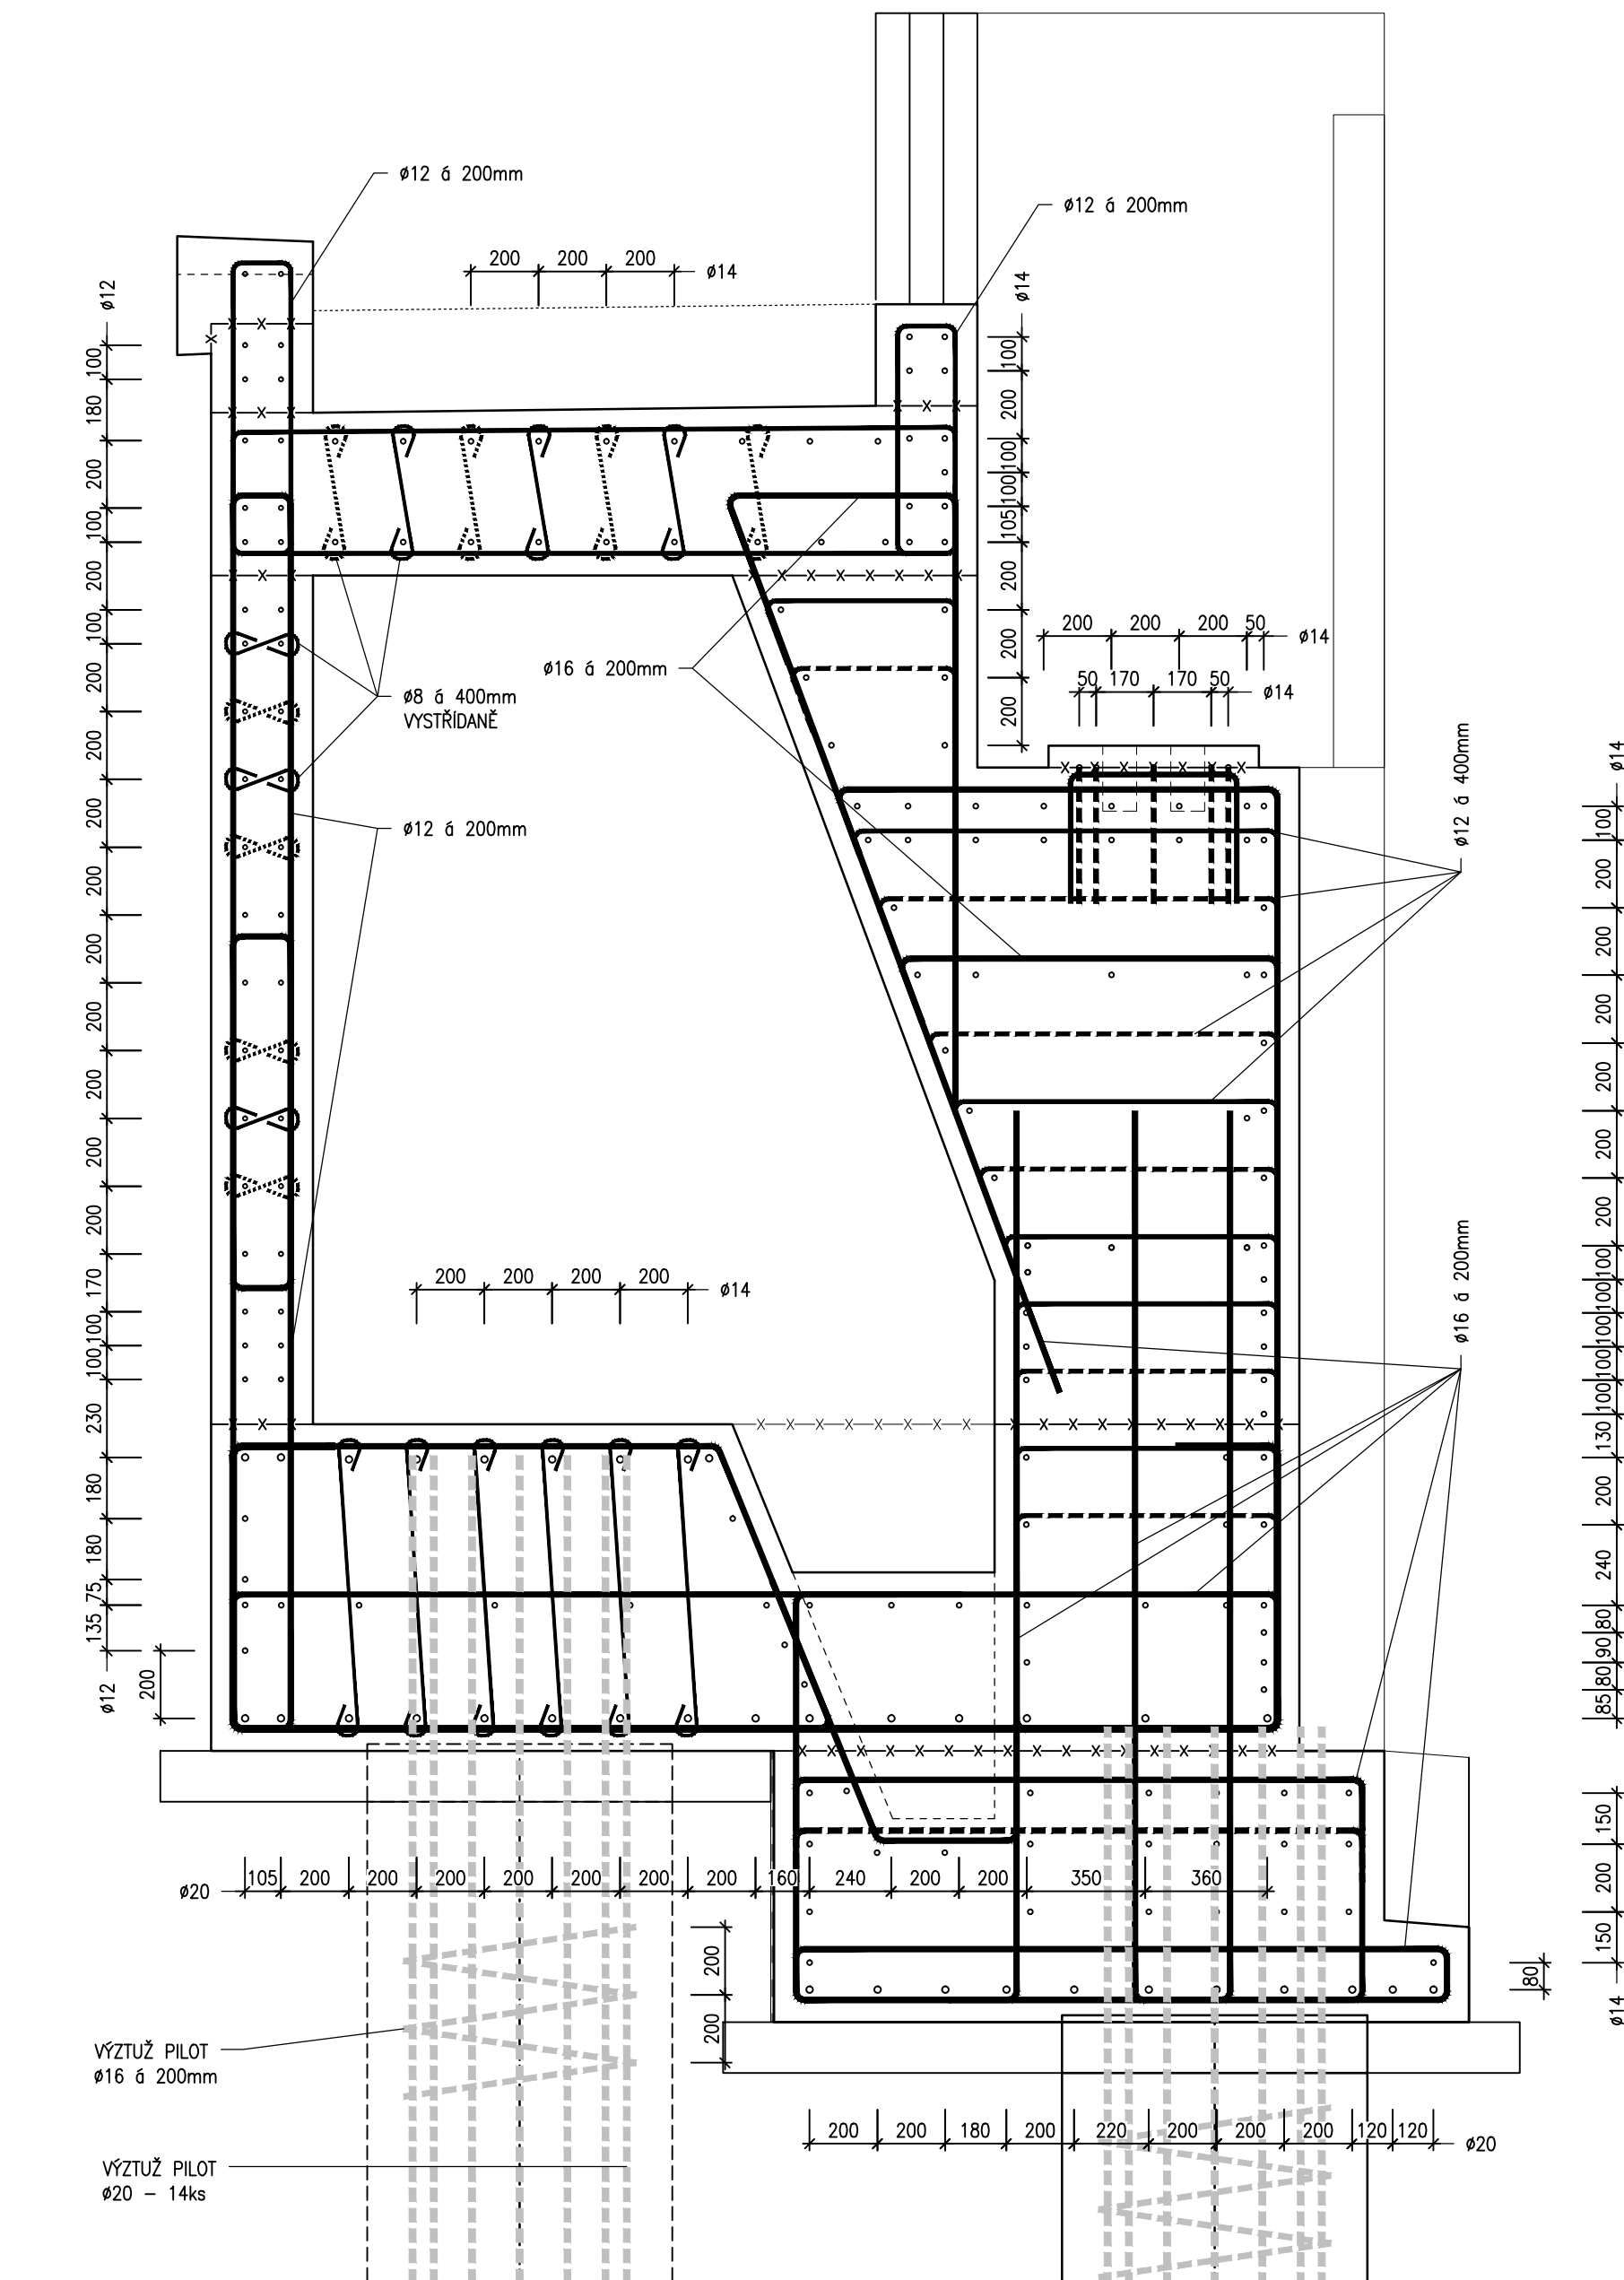 ø12 á 200mm
ø12 á 200mm
200 200 200 ø14
ø12
100
180
200
100
200
100
200
200
200
200
200
200
200
200
200
170
100
100
230
180
180
75
135
ø12
200
ø14
100
200
100
100
105
200
200
200
200 200 200 50 ø14
50 170 170 50 ø14
ø16 á 200mm
ø8 á 400mm
VYSTŘÍDANĚ
ø12 á 200mm
ø12 á 400mm
ø16 á 200mm
200 200 200 200 ø14
ø14
100
200
200
200
200
200
200
100
100
100
100
100
130
200
240
80
90
80
85
150
200
150
ø14
80
ø20 105 200 200 200 200 200 200 200 160 240 200 200 350 360
200
200
VÝZTUŽ PILOT
ø16 á 200mm
200 200 180 200 220 200 200 200 120 120 ø20
VÝZTUŽ PILOT
ø20 – 14ks